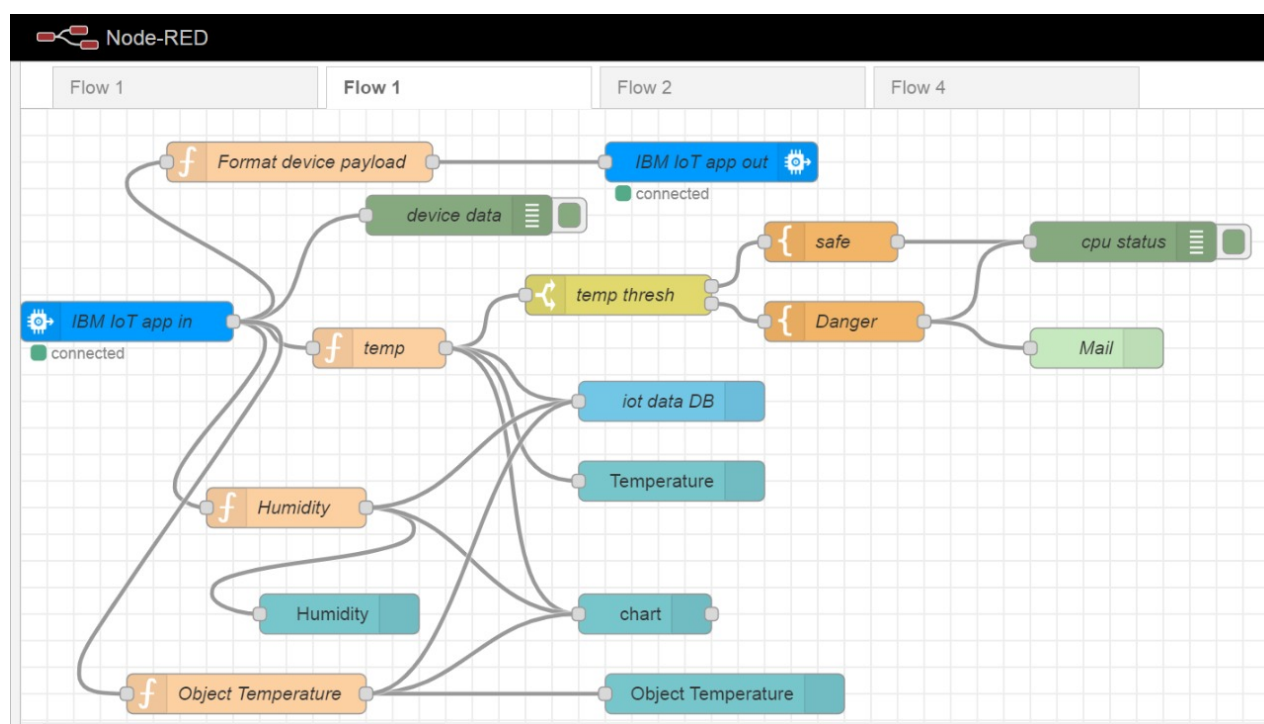 Node-RED
Flow 1
Flow 1
Flow 2
Flow 4
Format device payload
IBM IoT app out
connected
device data
safe
cpu status
temp thresh
IBM IoT app in
connected
Danger
temp
Mail
iot data DB
Temperature
Humidity
Humidity
chart
Object Temperature
Object Temperature